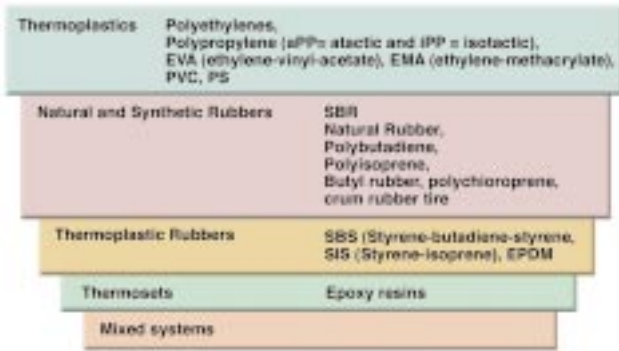 Thermoplastics
Polyethylenes,
Polypropylene (aPP= atactic and iPP = isotactic),
EVA (ethylene-vinyl-acetate), EMA (ethylene-methacrylate),
PVC, PS
Natural and Synthetic Rubbers
SBR
Natural Rubber,
Polybutadiene,
Polyisoprene,
Butyl rubber, polychioroprene,
crum rubber tire
Thermoplastic Rubbers
SBS (Styrene-butadiene-styrene,
SIS (Styrene-isoprene), EPDM
Thermosets
Epoxy resins
Mixed systems